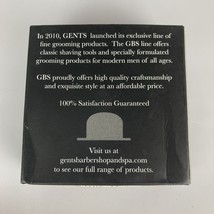 In 2010, GENTS launched its exclusive line of
fine grooming products. The GBS line offers
classic shaving tools and specially formulated
grooming products for modern men of all ages.
GBS proudly offers high quality craftsmanship
and exquisite style at an affordable price.
100% Satisfaction Guaranteed
Visit us at
gentsbarbershopandspa.com
to see our full range of products.